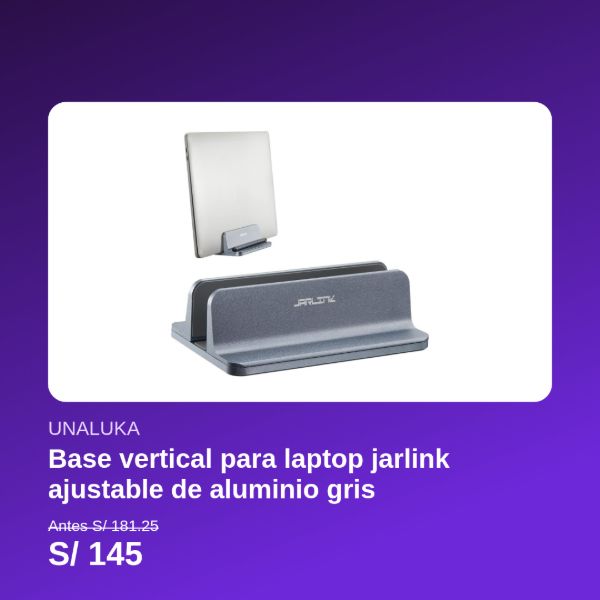 JARLINK
UNALUKA
Base vertical para laptop jarlink
ajustable de aluminio gris
Antes S/ 181.25
S/ 145